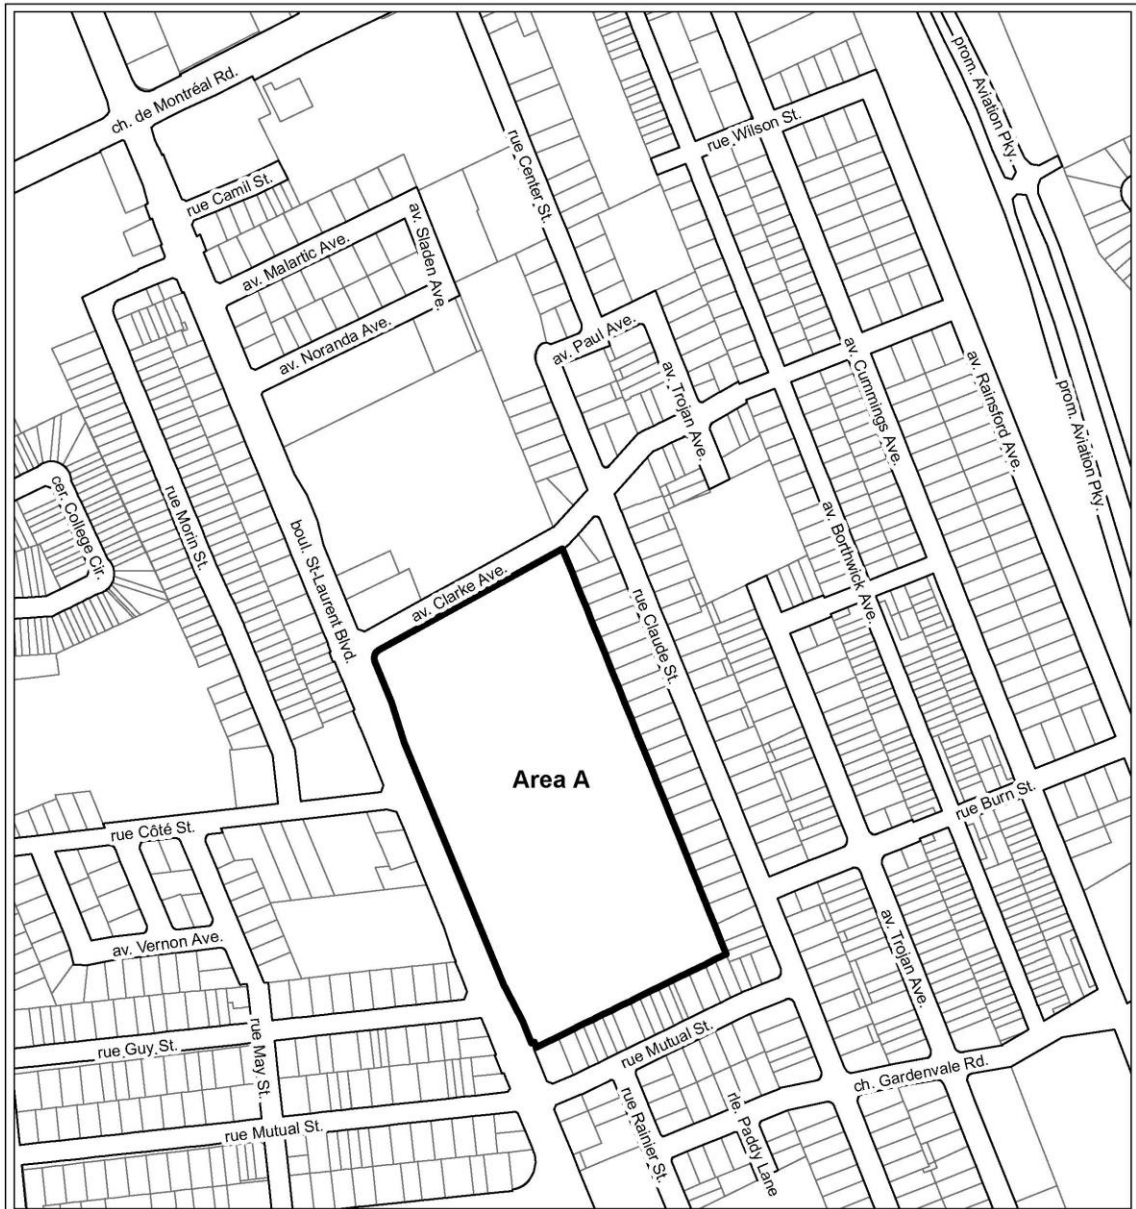 ch. de Montréal Rd.
prom. Aviation Pky.
rue Wilson St.
rue Center St.
rue Camil St.
av. Sladen Ave.
av. Malartic Ave.
av. Noranda Ave.
av. Paul Ave.
av. Trojan Ave.
av. Cummings Ave.
av. Rainsford Ave.
prom. Aviation Pky.
cer. College Cir.
rue Morin St.
boul. St-Laurent Blvd.
av. Borthwick Ave.
av. Clarke Ave.
rue Claude St.
Area A
rue Burn St.
rue Côté St.
av. Vernon Ave.
av. Trojan Ave.
rue Guy St.
rue May St.
rue Mutual St.
ch. Gardenvale Rd.
rue Mutual St.
rue Rainier St.
rle. Paddy Lane